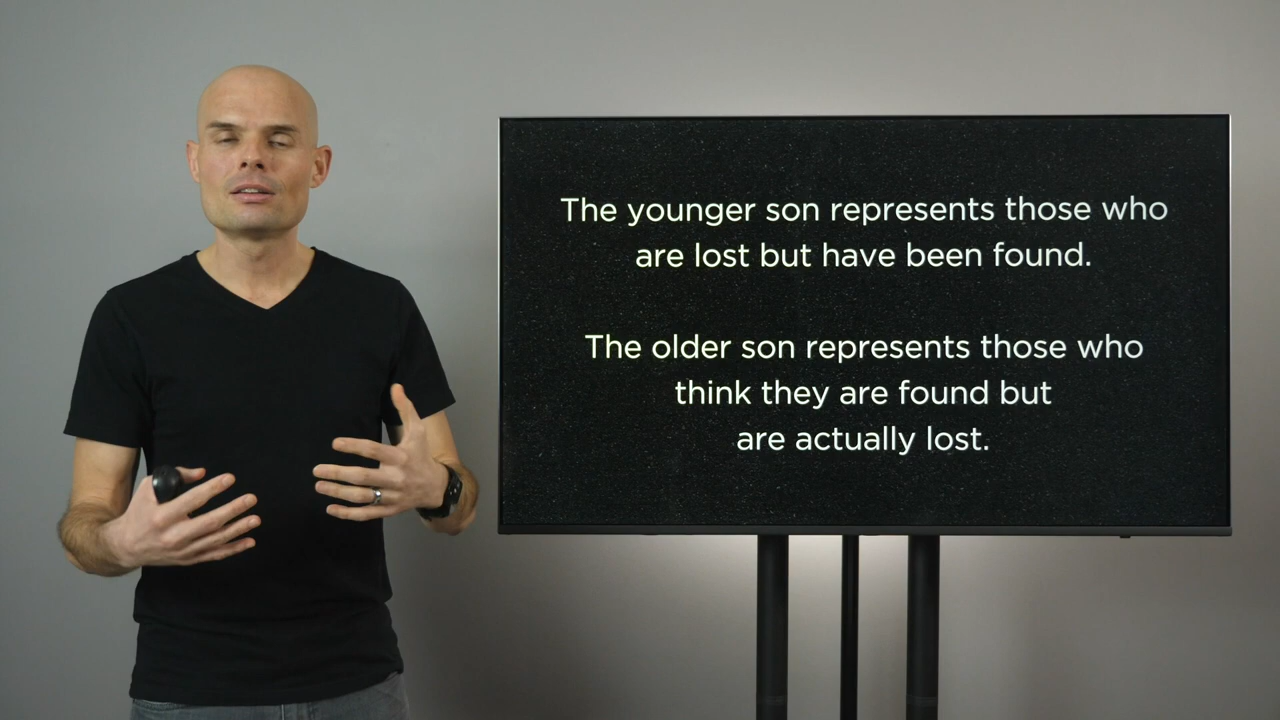 The younger son represents those who
are lost but have been found.
The older son represents those who
think they are found but
are actually lost.